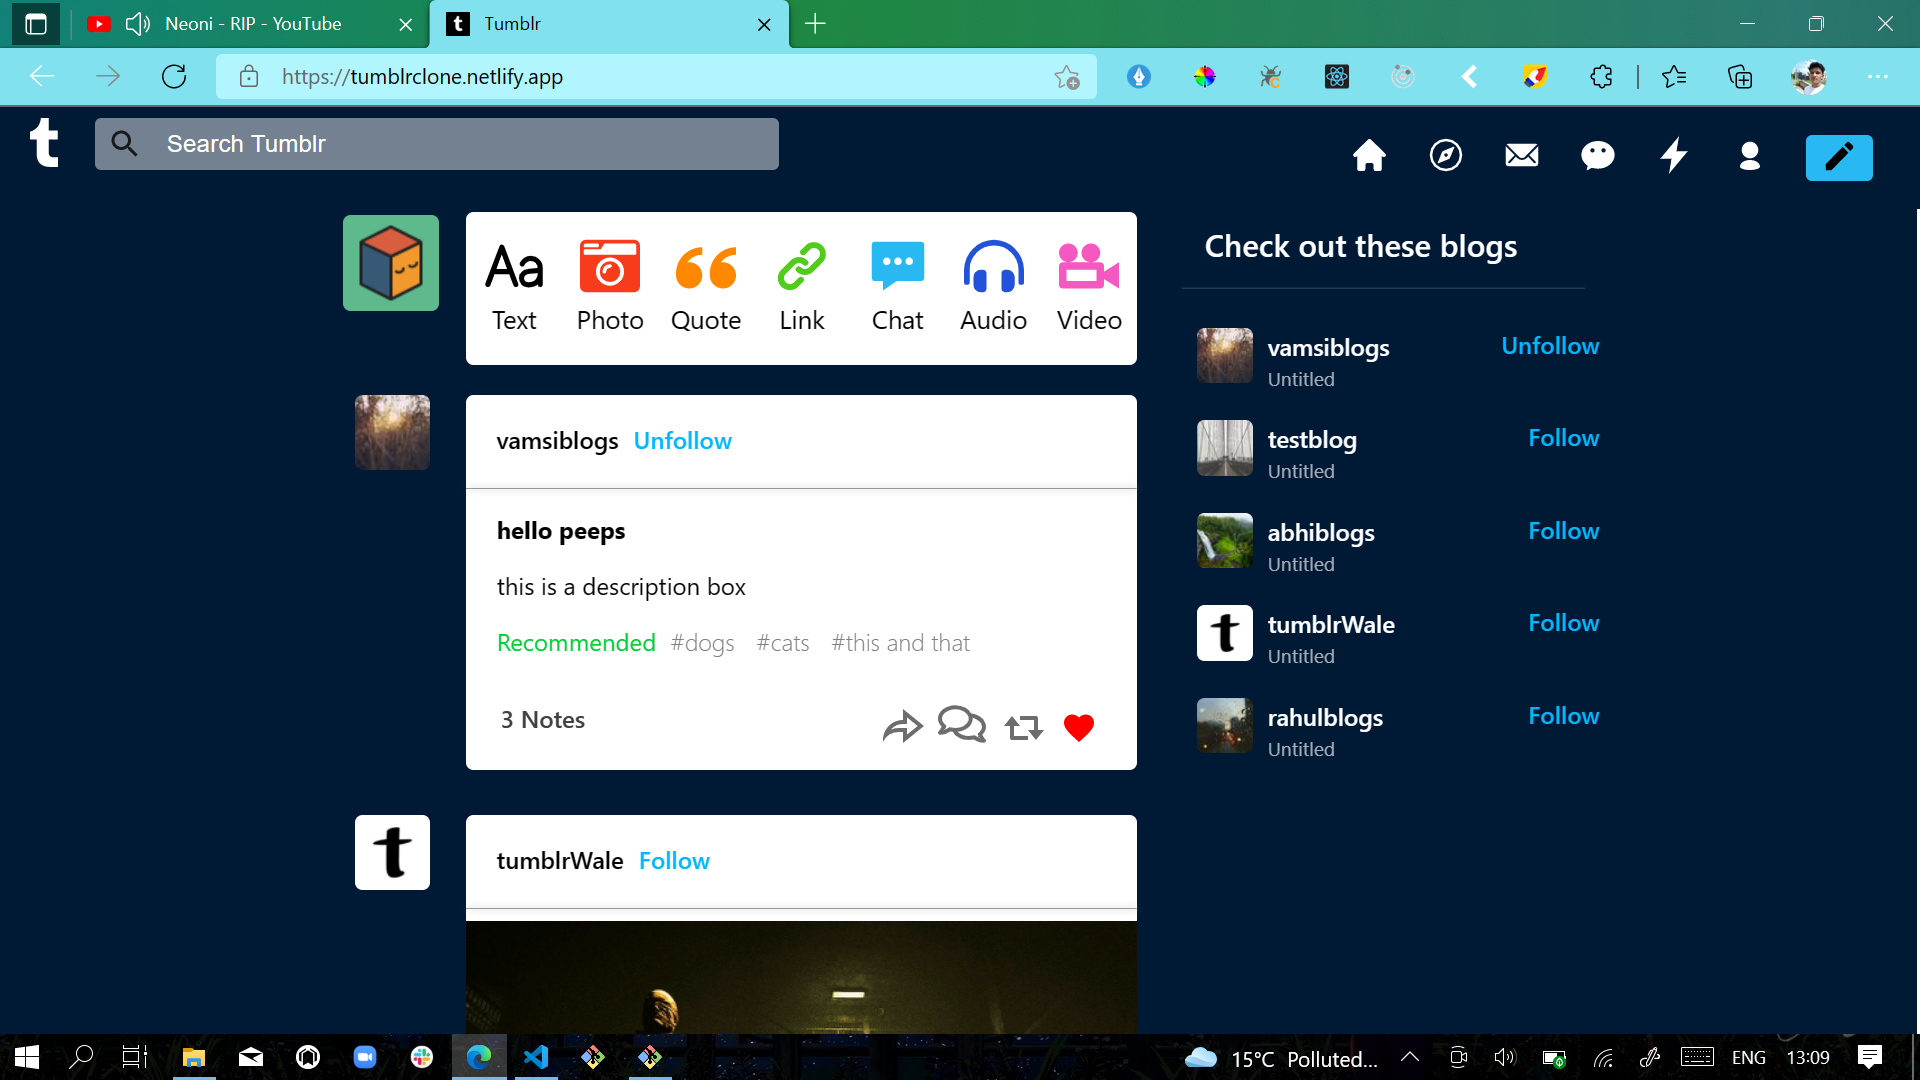 Neoni - RIP - YouTube
Tumblr
https://tumblrclone.netlify.app
t
Search Tumblr
Aa
Text
Photo
Quote
Link
Chat
Audio
Video
vamsiblogs Unfollow
hello peeps
this is a description box
Recommended #dogs #cats #this and that
3 Notes
t
tumblrWale Follow
Check out these blogs
vamsiblogs Unfollow
Untitled
testblog Follow
Untitled
abhiblogs Follow
Untitled
t
tumblrWale Follow
Untitled
rahulblogs Follow
Untitled
15°C Polluted...
ENG
13:09